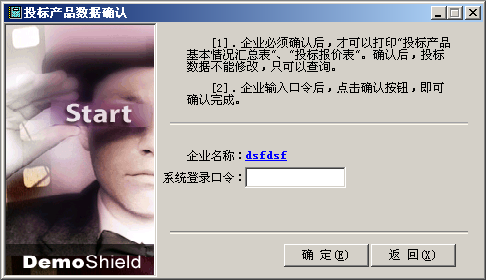 投标产品数据确认
[1]．企业必须确认后，才可以打印“投标产品
基本情况汇总表”、“投标报价表”。确认后，投标
数据不能修改，只可以查询。
[2]．企业输入口令后，点击确认按钮，即可
确认完成。
Start
企业名称：dsfdsf
系统登录口令：
DemoShield
确 定(E)
返 回(X)